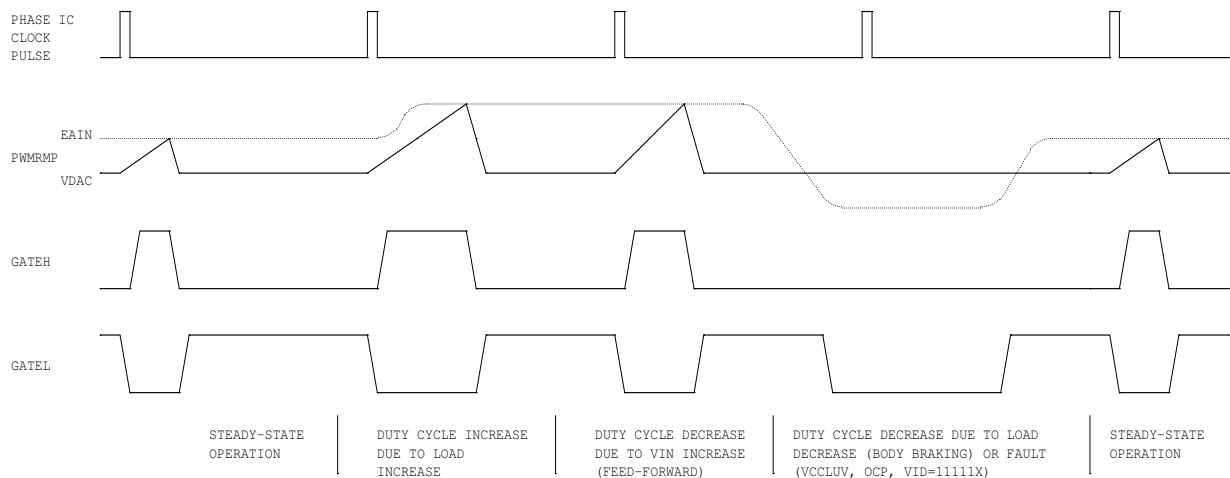 PHASE IC
CLOCK
PULSE
EAIN
PWMRMP
VDAC
GATEH
GATEL
STEADY-STATE
OPERATION
DUTY CYCLE INCREASE
DUE TO LOAD
INCREASE
DUTY CYCLE DECREASE
DUE TO VIN INCREASE
(FEED-FORWARD)
DUTY CYCLE DECREASE DUE TO LOAD
DECREASE (BODY BRAKING) OR FAULT
(VCCLUV, OCP, VID=11111X)
STEADY-STATE
OPERATION